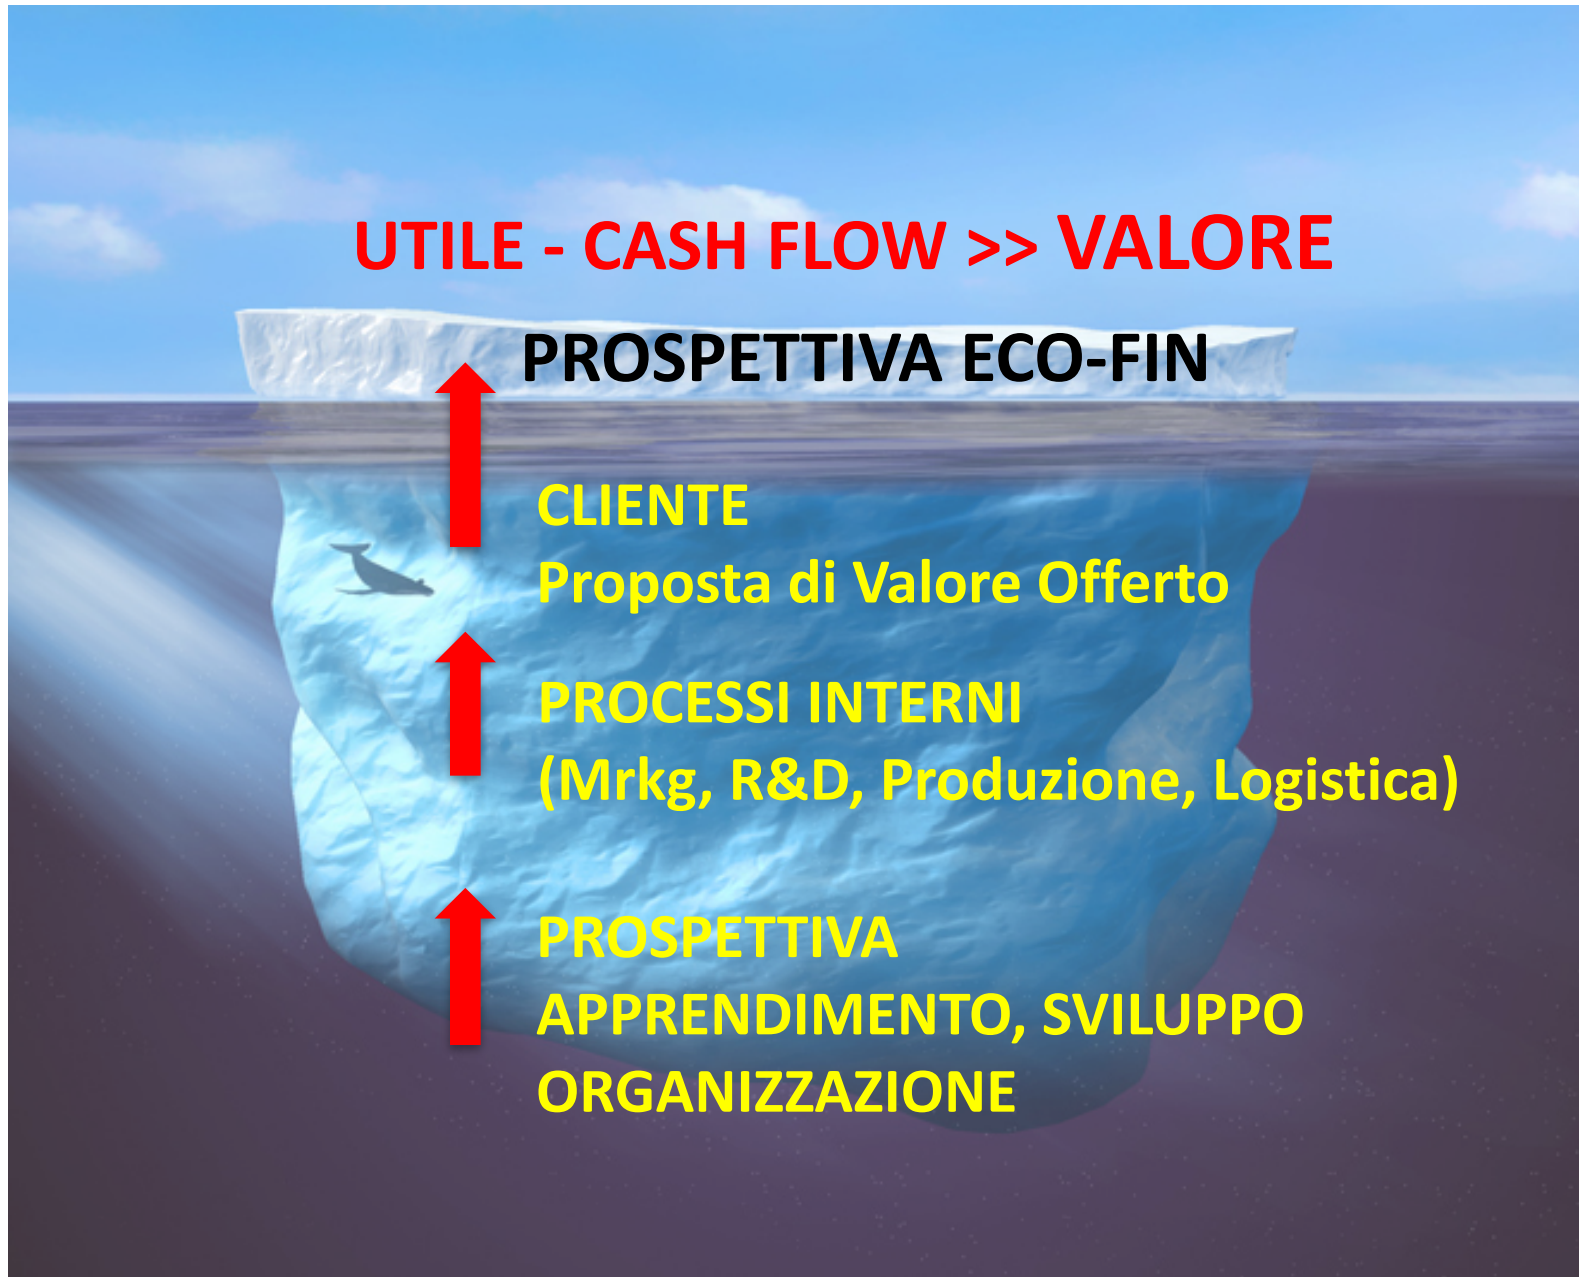 UTILE - CASH FLOW >> VALORE
PROSPETTIVA ECO-FIN
CLIENTE
Proposta di Valore Offerto
PROCESSI INTERNI
(Mrkg, R&D, Produzione, Logistica)
PROSPETTIVA
APPRENDIMENTO, SVILUPPO
ORGANIZZAZIONE